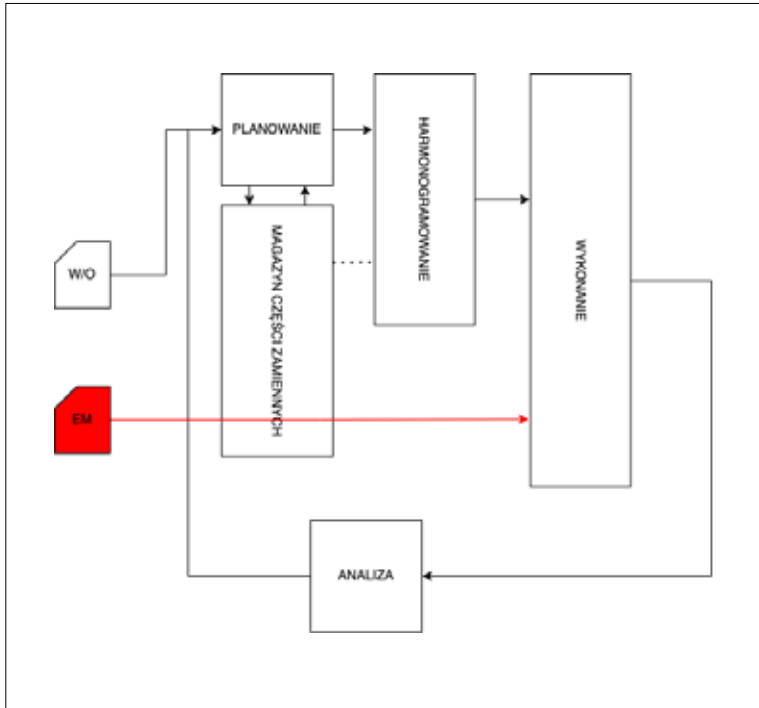 PLANOWANIE
HARMONOGRAMOWANIE
WYKONANIE
MAGAZYN CZĘŚCI ZAMIENNYCH
W/O
EM
ANALIZA